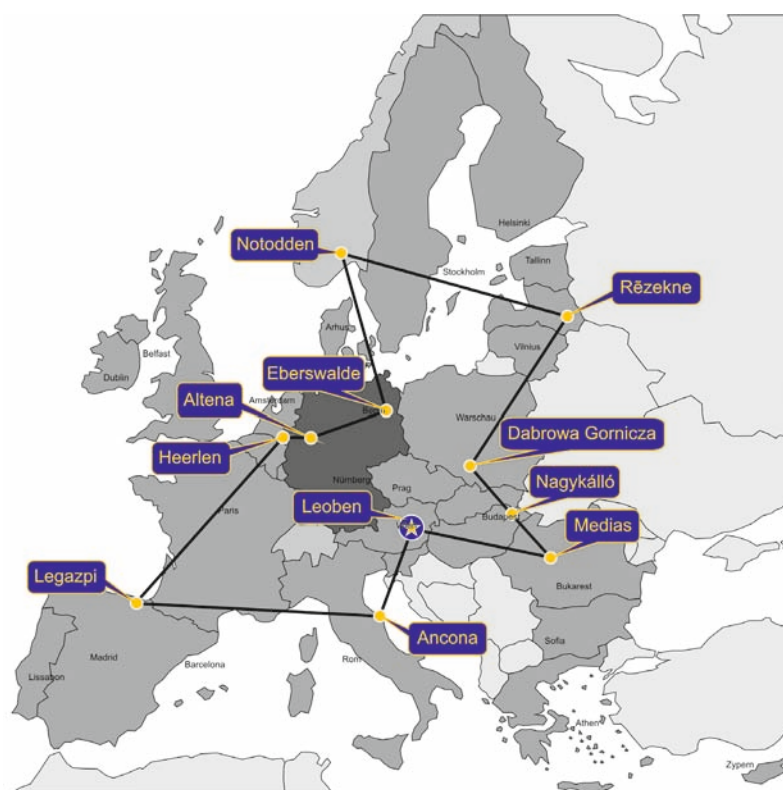 Helsinki
Notodden
Tallinn
Stockholm
Rēzekne
Arhus
Belfast
Vilnius
Dublin
Eberswalde
Altena
Amsterdam
Berlin
Warschau
Dabrowa Gornicza
Heerlen
Nürnberg
Prag
Nagykálló
Leoben
Paris
Budapest
Medias
Legazpi
Bukarest
Ancona
Sofia
Madrid
Barcelona
Rom
Lissabon
Athen
Zypern